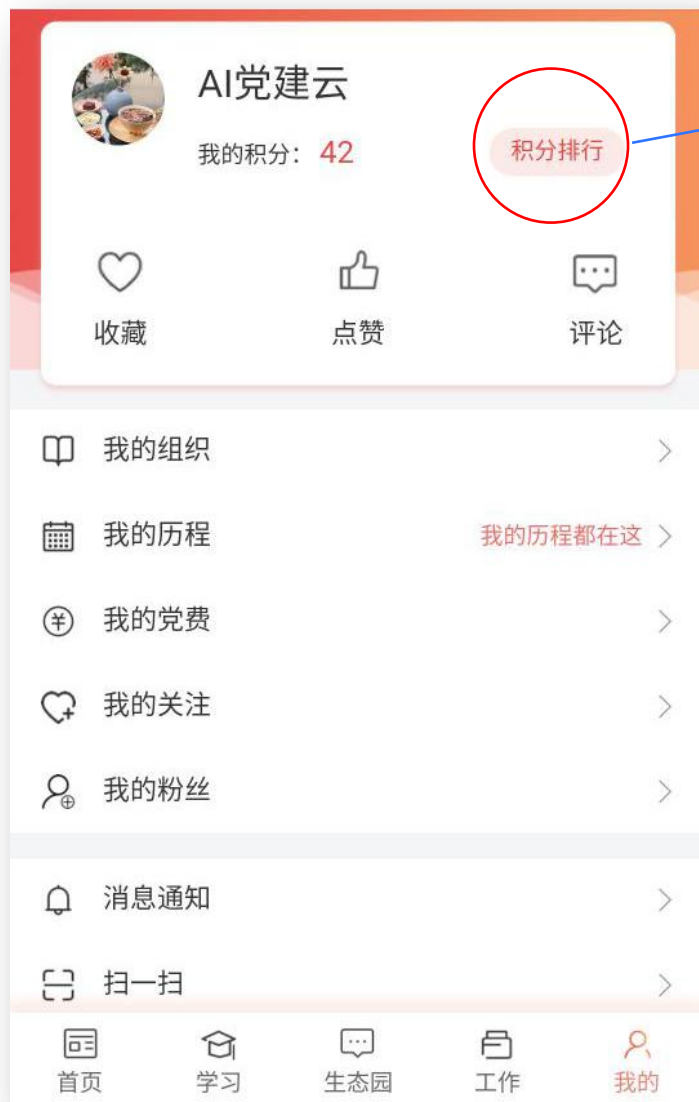 AI党建云
我的积分： 42
积分排行
收藏 点赞 评论
我的组织
我的历程 我的历程都在这
我的党费
我的关注
我的粉丝
消息通知
扫一扫
首页 学习 生态园 工作 我的